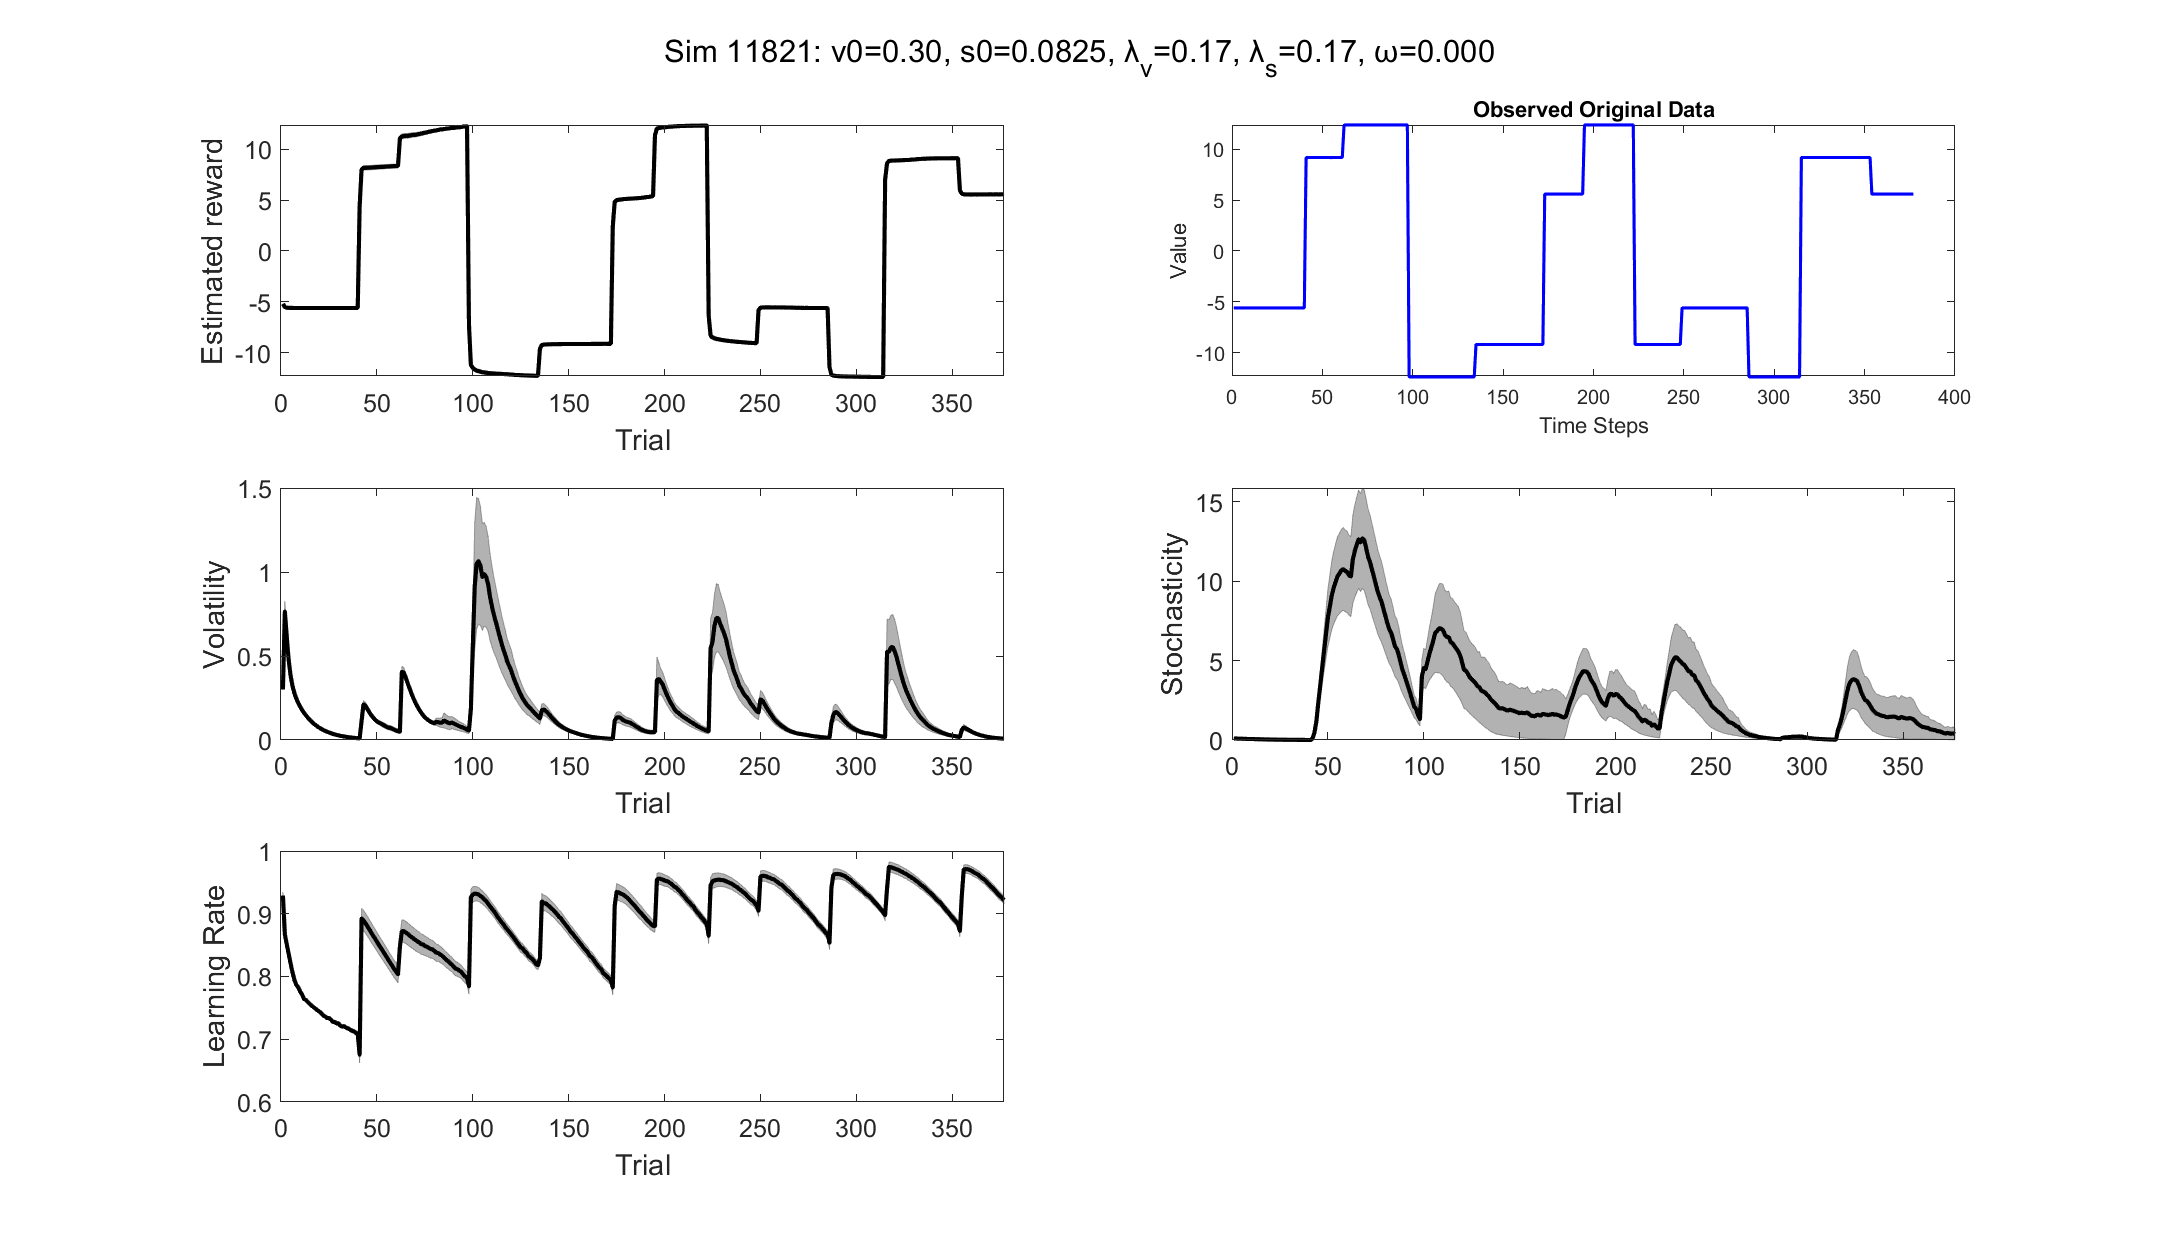 Sim 11821: v0=0.30, s0=0.0825, λv=0.17, λs=0.17, ω=0.000
Estimated reward
10
5
0
-5
-10
0 50 100 150 200 250 300 350
Trial
Observed Original Data
Value
10
5
0
-5
-10
0 50 100 150 200 250 300 350 400
Time Steps
Volatility
1.5
1
0.5
0
0 50 100 150 200 250 300 350
Trial
Stochasticity
15
10
5
0
0 50 100 150 200 250 300 350
Trial
Learning Rate
1
0.9
0.8
0.7
0.6
0 50 100 150 200 250 300 350
Trial